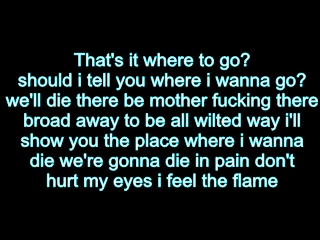 That's it where to go?
should i tell you where i wanna go?
we'll die there be mother fucking there
broad away to be all wilted way i'll
show you the place where i wanna
die we're gonna die in pain don't
hurt my eyes i feel the flame